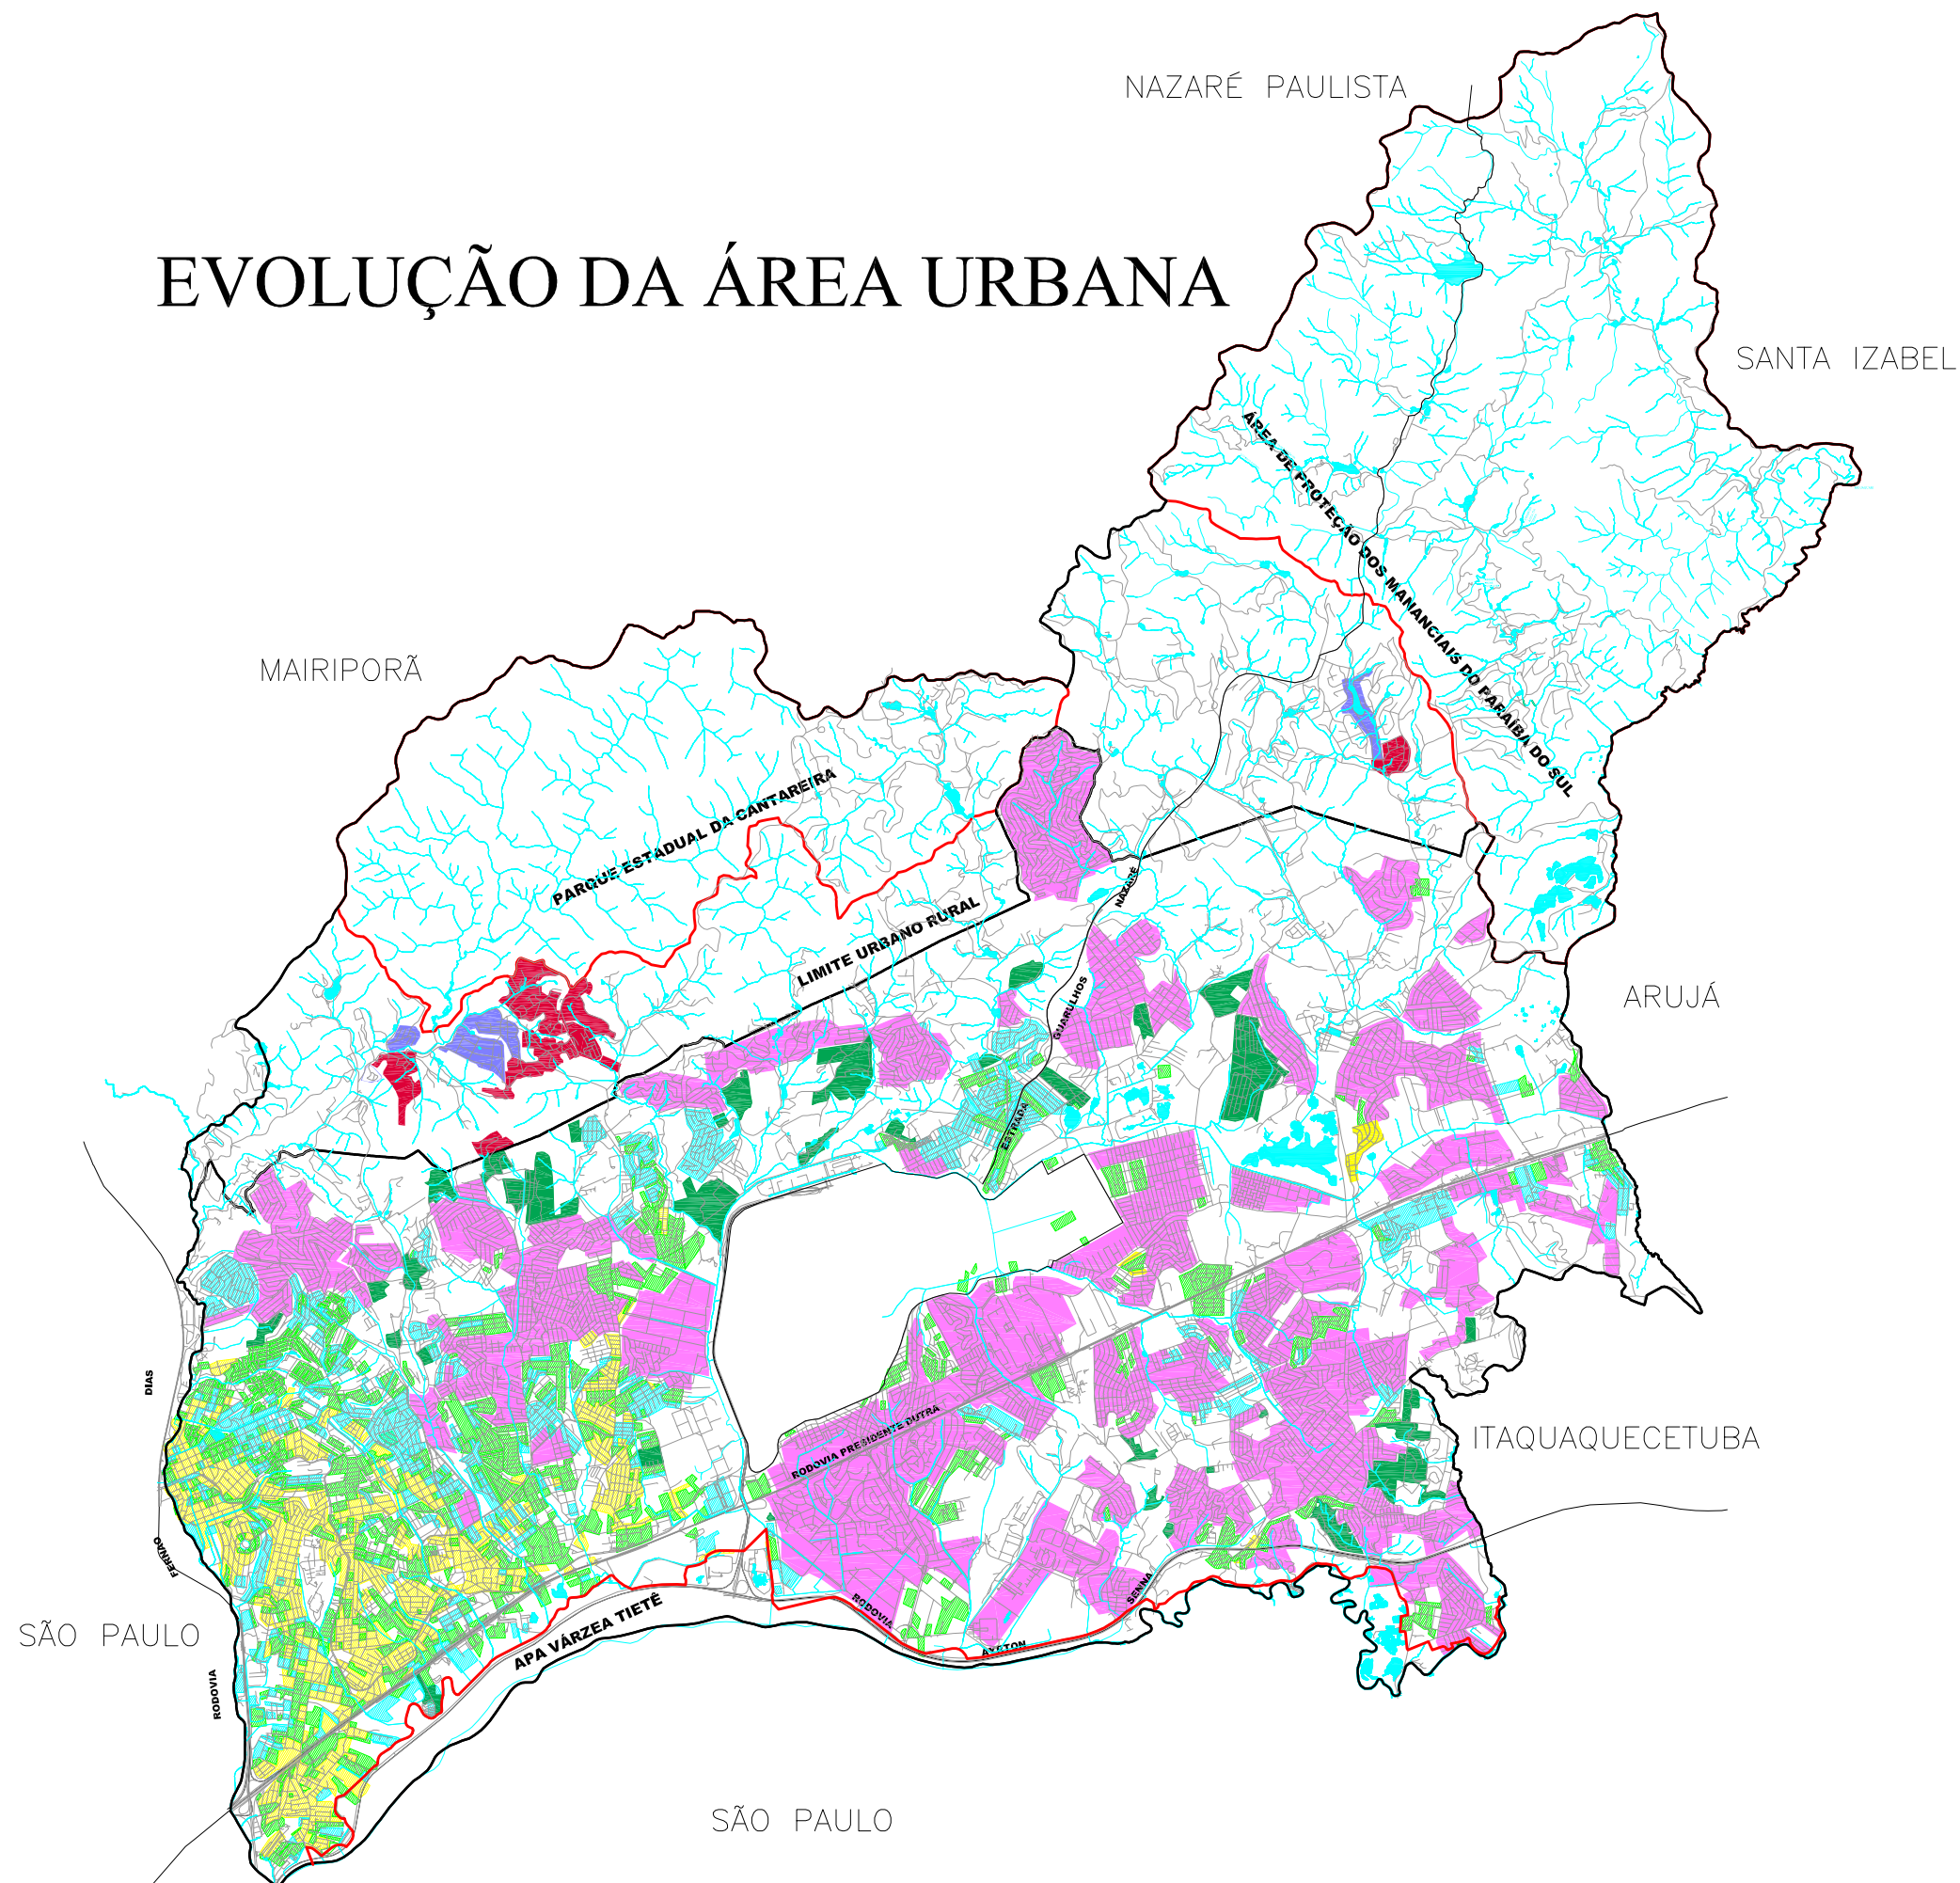 NAZARÉ PAULISTA
EVOLUÇÃO DA ÁREA URBANA
SANTA IZABEL
ÁREA DE PROTEÇÃO DOS MANANCIAIS DO PARAÍBA DO SUL
MAIRIPORÃ
PARQUE ESTADUAL DA CANTAREIRA
LIMITE URBANO RURAL
NAZARÉ
GUARULHOS
ESTRADA
ARUJÁ
DIAS
RODOVIA PRESIDENTE DUTRA
ITAQUAQUECETUBA
FERNÃO
SÃO PAULO
APA VÁRZEA TIETÊ
RODOVIA
SENNA
AYRTON
RODOVIA
SÃO PAULO